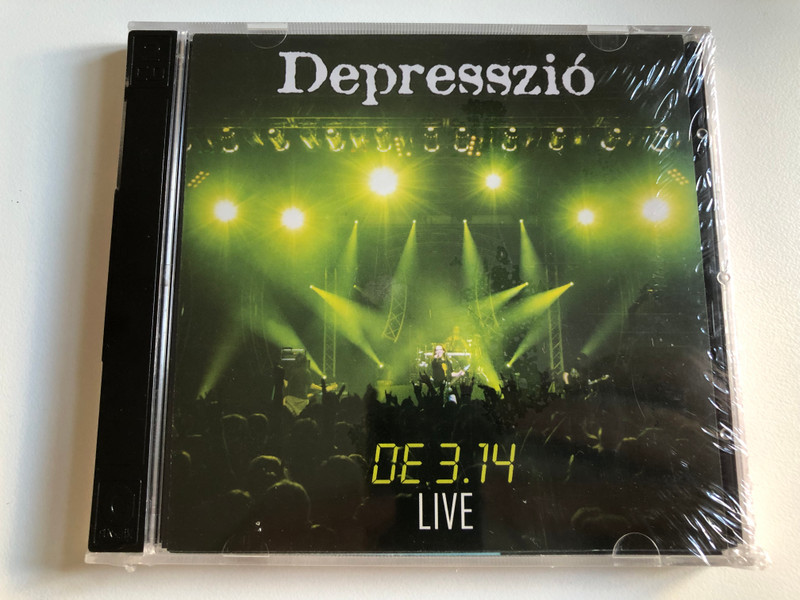 Depresszió
DE 3.14
LIVE